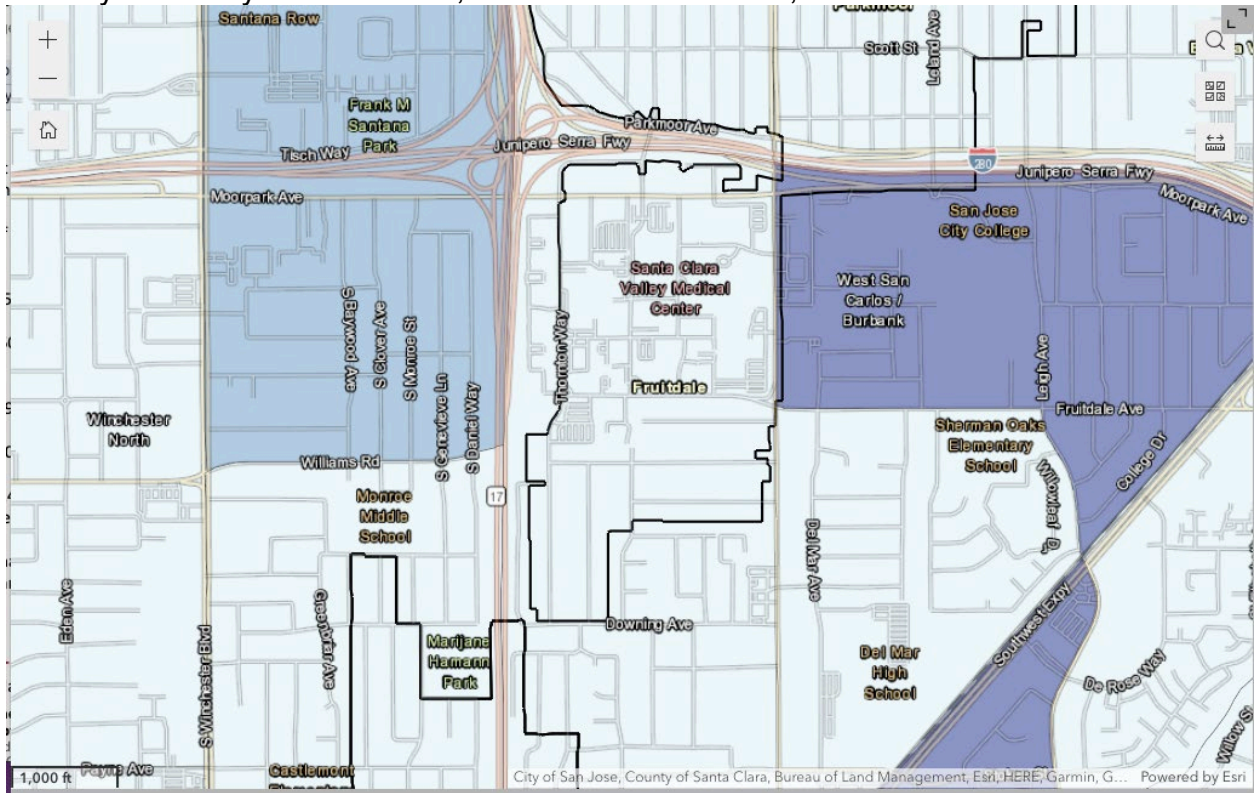 Santana Row
Scott St
Leland Ave
Frank M
Santana
Park
Parkmoor Ave
Tisch Way
Junipero Serra Fwy
280
Junipero Serra Fwy
Moorpark Ave
Moorpark Ave
San Jose
City College
Santa Clara
Valley Medical
Center
West San
Carlos /
Burbank
S Baywood Ave
S Clover Ave
S Monroe St
Thornton Way
Leigh Ave
S Genevieve Ln
S Daniel Way
Fruitdale
Fruitdale Ave
Winchester
North
Sherman Oaks
Elementary
School
College Dr
Williams Rd
Monroe
Middle
School
17
Willowleaf Dr
Del Mar Ave
Eden Ave
Greenbriar Ave
S Winchester Blvd
Downing Ave
Southwest Expy
Marijane
Hamann
Park
Del Mar
High
School
De Rose Way
Willow St
Payne Ave
Castlemont
1,000 ft
City of San Jose, County of Santa Clara, Bureau of Land Management, Esri, HERE, Garmin, G... Powered by Esri